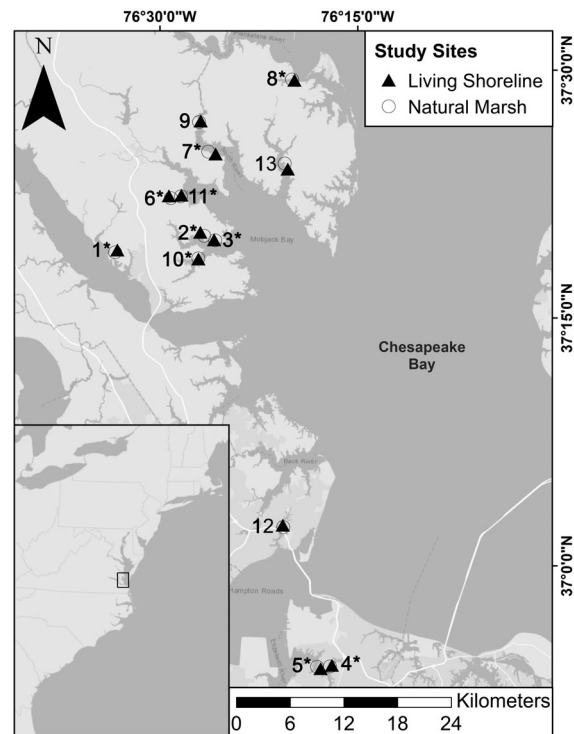 76°30'0"W 76°15'0"W
N
Study Sites
Living Shoreline
Natural Marsh
37°30'0"N
8*
9
7*
13
6* 11*
2* 3*
Mobjack Bay
1*
10*
37°15'0"N
Chesapeake
Bay
Back River
12
37°0'0"N
Hampton Roads
5* 4*
Kilometers
0 6 12 18 24